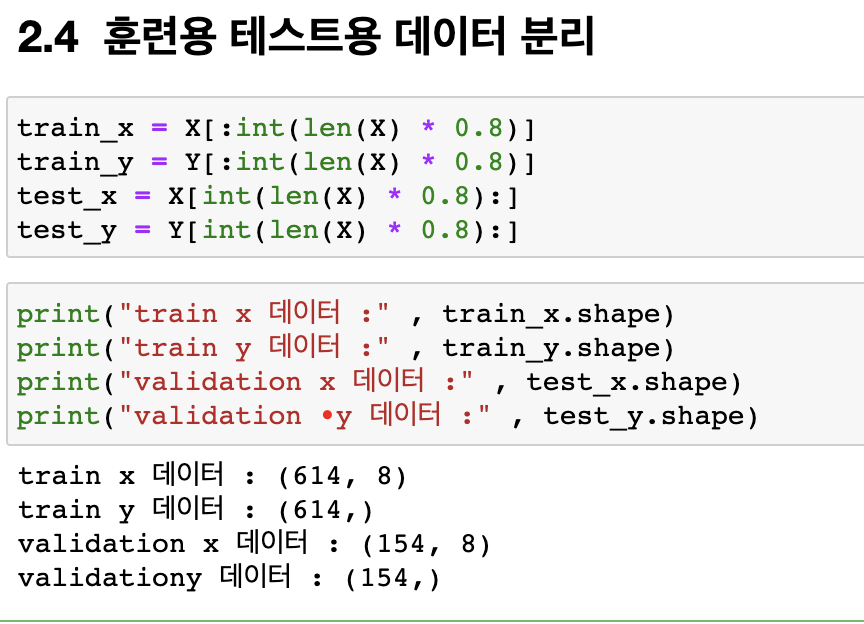 2.4 훈련용 테스트용 데이터 분리
train_x = X[:int(len(X) * 0.8)]
train_y = Y[:int(len(X) * 0.8)]
test_x = X[int(len(X) * 0.8):]
test_y = Y[int(len(X) * 0.8):]
print("train x 데이터 :" , train_x.shape)
print("train y 데이터 :" , train_y.shape)
print("validation x 데이터 :" , test_x.shape)
print("validation •y 데이터 :" , test_y.shape)
train x 데이터 : (614, 8)
train y 데이터 : (614,)
validation x 데이터 : (154, 8)
validationy 데이터 : (154,)